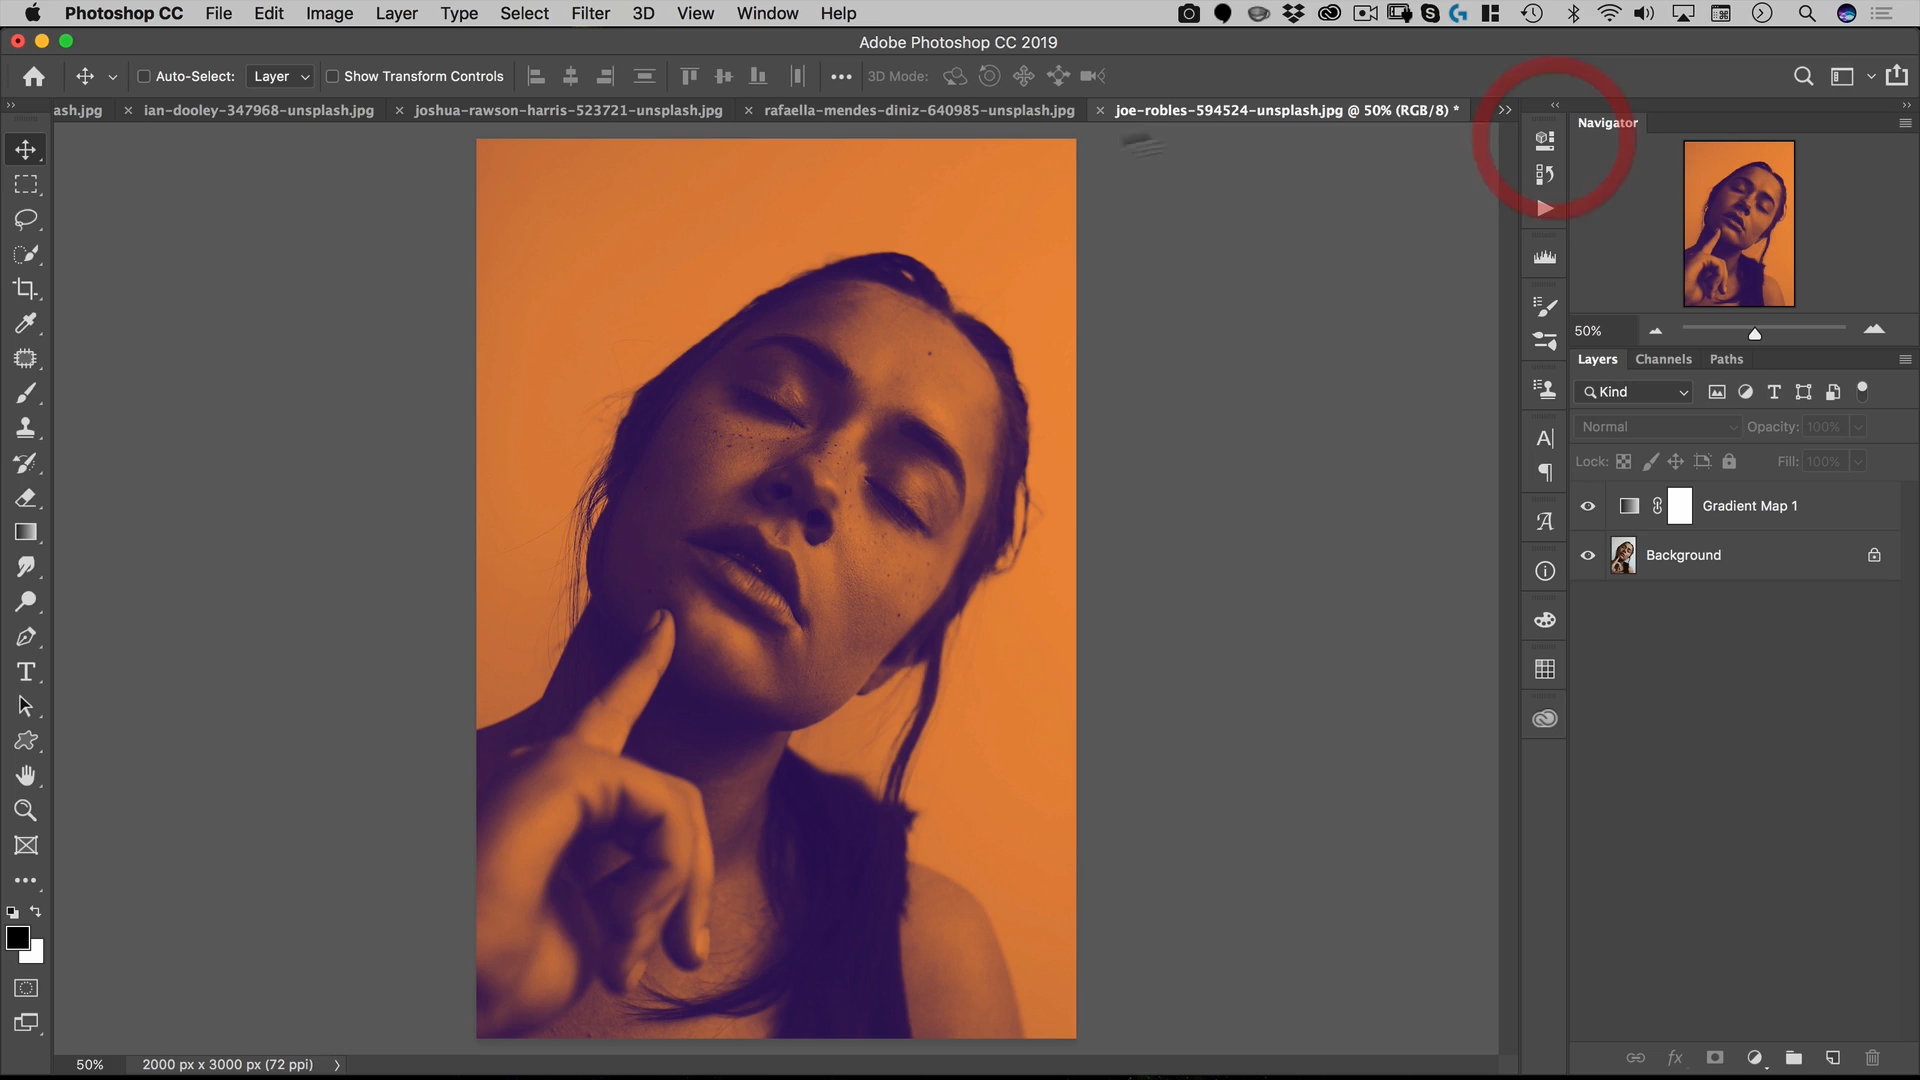 Photoshop CC File Edit Image Layer Type Select Filter 3D View Window Help
Adobe Photoshop CC 2019
Auto-Select: Layer Show Transform Controls 3D Mode:
ash.jpg ian-dooley-347968-unsplash.jpg joshua-rawson-harris-523721-unsplash.jpg rafaella-mendes-diniz-640985-unsplash.jpg joe-robles-594524-unsplash.jpg @ 50% (RGB/8) *
Navigator
50%
Layers Channels Paths
Kind
Normal Opacity: 100%
Lock: Fill: 100%
Gradient Map 1
Background
50% 2000 px x 3000 px (72 ppi)